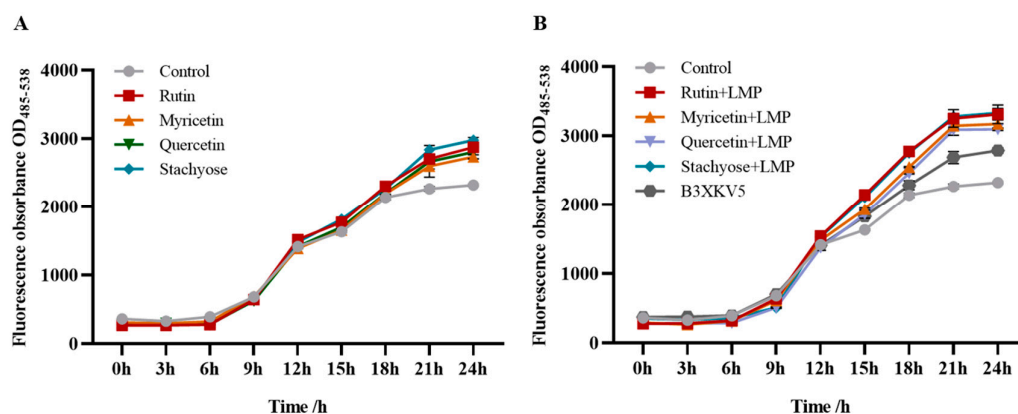 A
Fluorescence obsorbance OD485-538
4000
3000
2000
1000
0
Control
Rutin
Myricetin
Quercetin
Stachyose
0h 3h 6h 9h 12h 15h 18h 21h 24h
Time /h
B
Fluorescence obsorbance OD485-538
4000
3000
2000
1000
0
Control
Rutin+LMP
Myricetin+LMP
Quercetin+LMP
Stachyose+LMP
B3XKV5
0h 3h 6h 9h 12h 15h 18h 21h 24h
Time /h